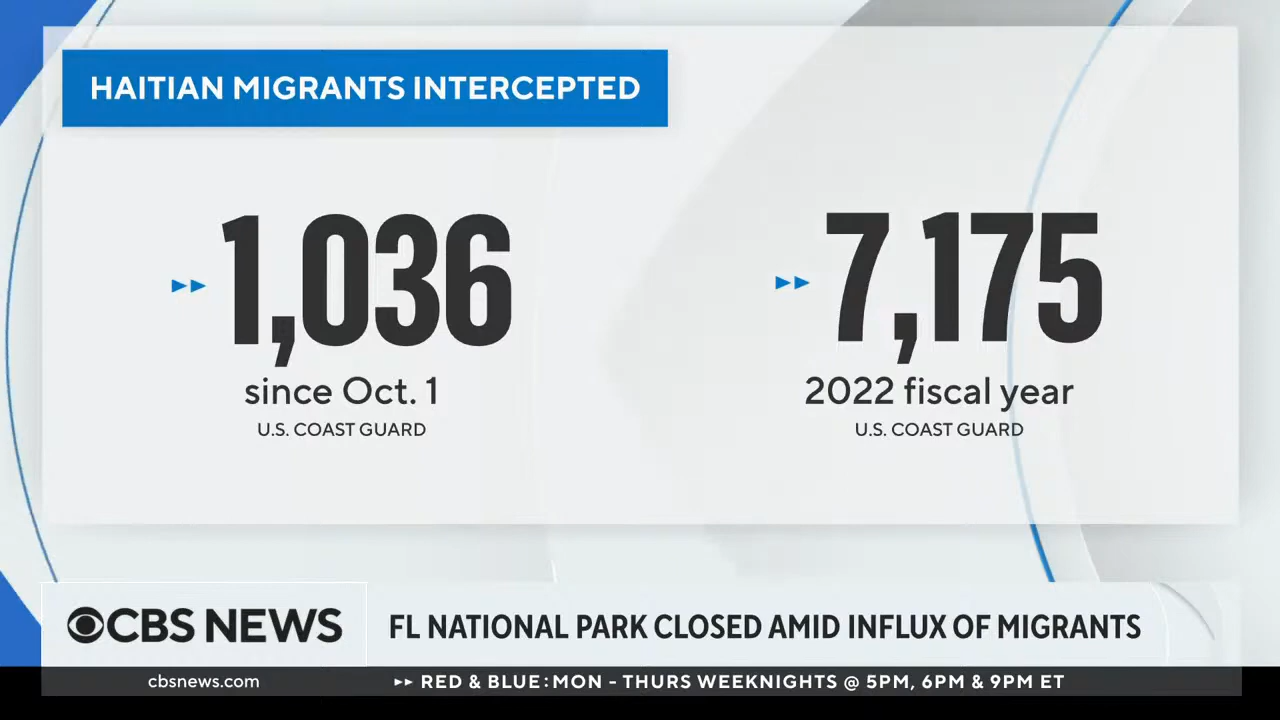 HAITIAN MIGRANTS INTERCEPTED
1,036
since Oct. 1
U.S. COAST GUARD
7,175
2022 fiscal year
U.S. COAST GUARD
CBS NEWS
FL NATIONAL PARK CLOSED AMID INFLUX OF MIGRANTS
cbsnews.com
RED & BLUE: MON - THURS WEEKNIGHTS @ 5PM, 6PM & 9PM ET